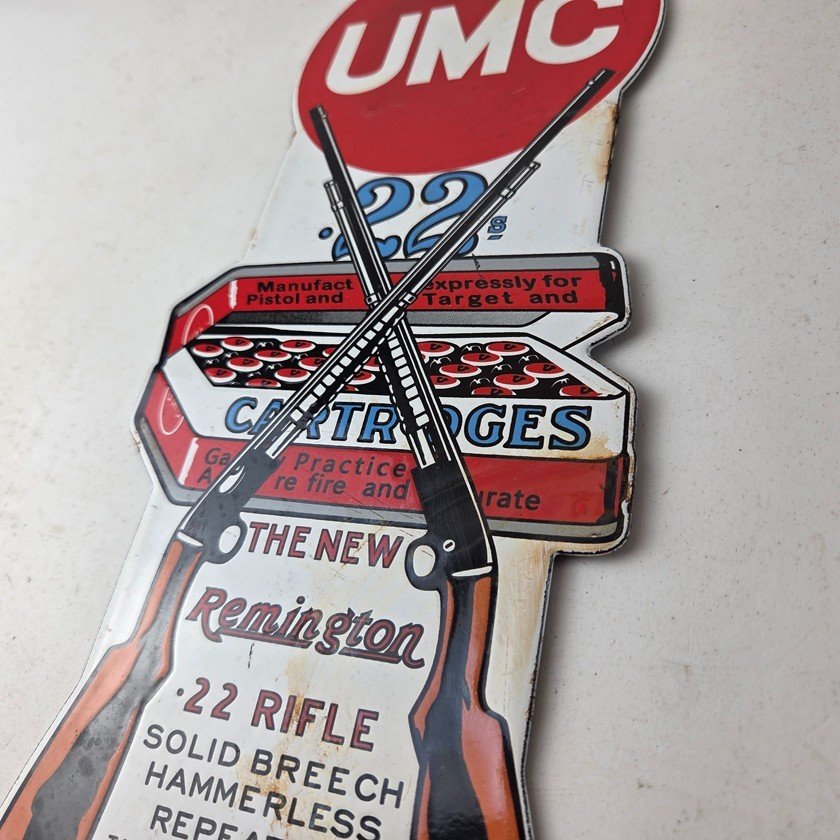 UMC
.22s
Manufact expressly for
Pistol and Target and
CARTRIDGES
Practice
re fire and urate
THE NEW
Remington
.22 RIFLE
SOLID BREECH
HAMMERLESS
REPEAT